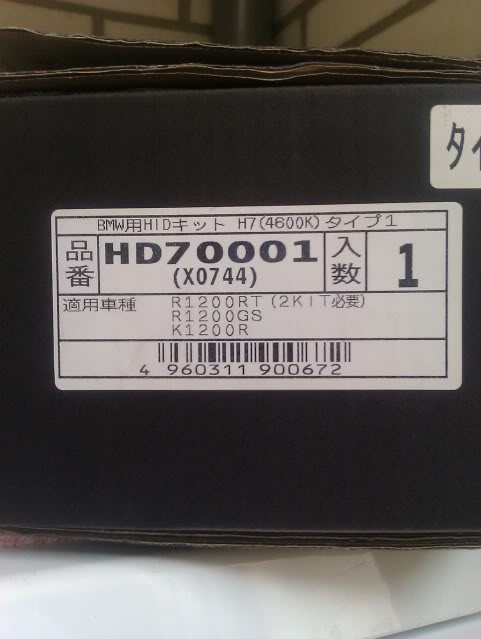 タイ
BMW用HIDキット H7(4600K)タイプ1
品番 HD70001 入数 1
(X0744)
適用車種 R1200RT(2KIT必要)
R1200GS
K1200R
4 960311 900672